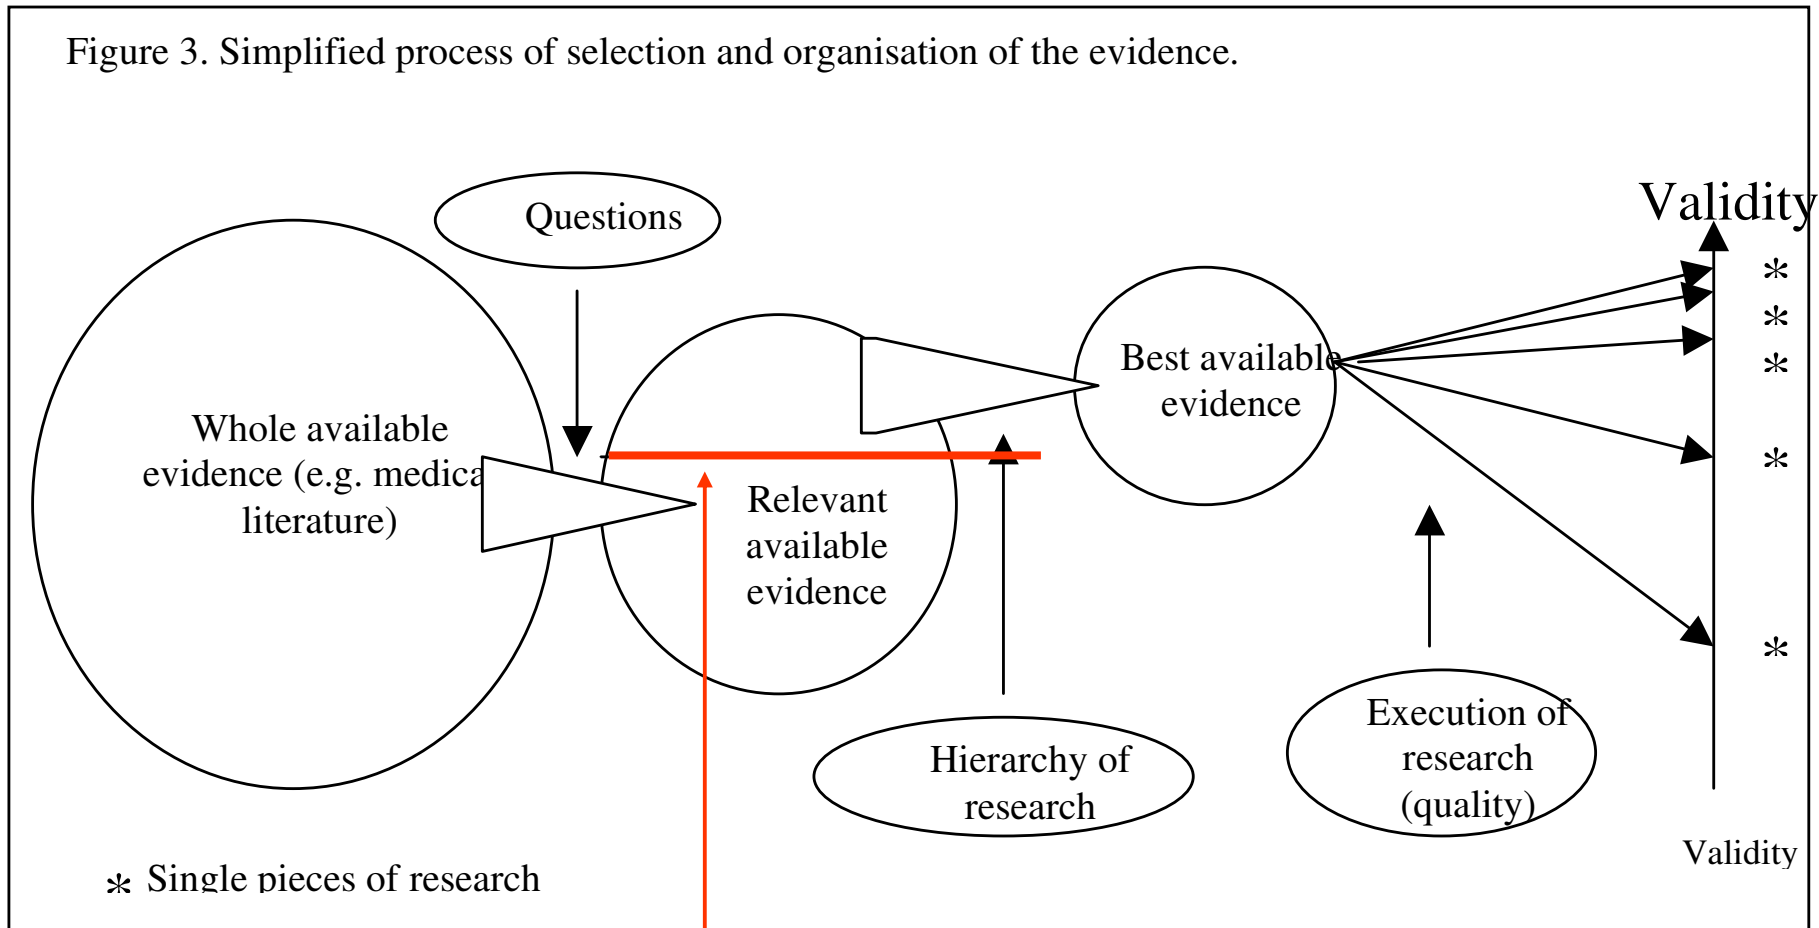 Figure 3. Simplified process of selection and organisation of the evidence.
Questions
Validity
Whole available
evidence (e.g. medica
literature)
Relevant
available
evidence
Best available
evidence
*
*
*
*
*
Hierarchy of
research
Execution of
research
(quality)
Validity
* Single pieces of research